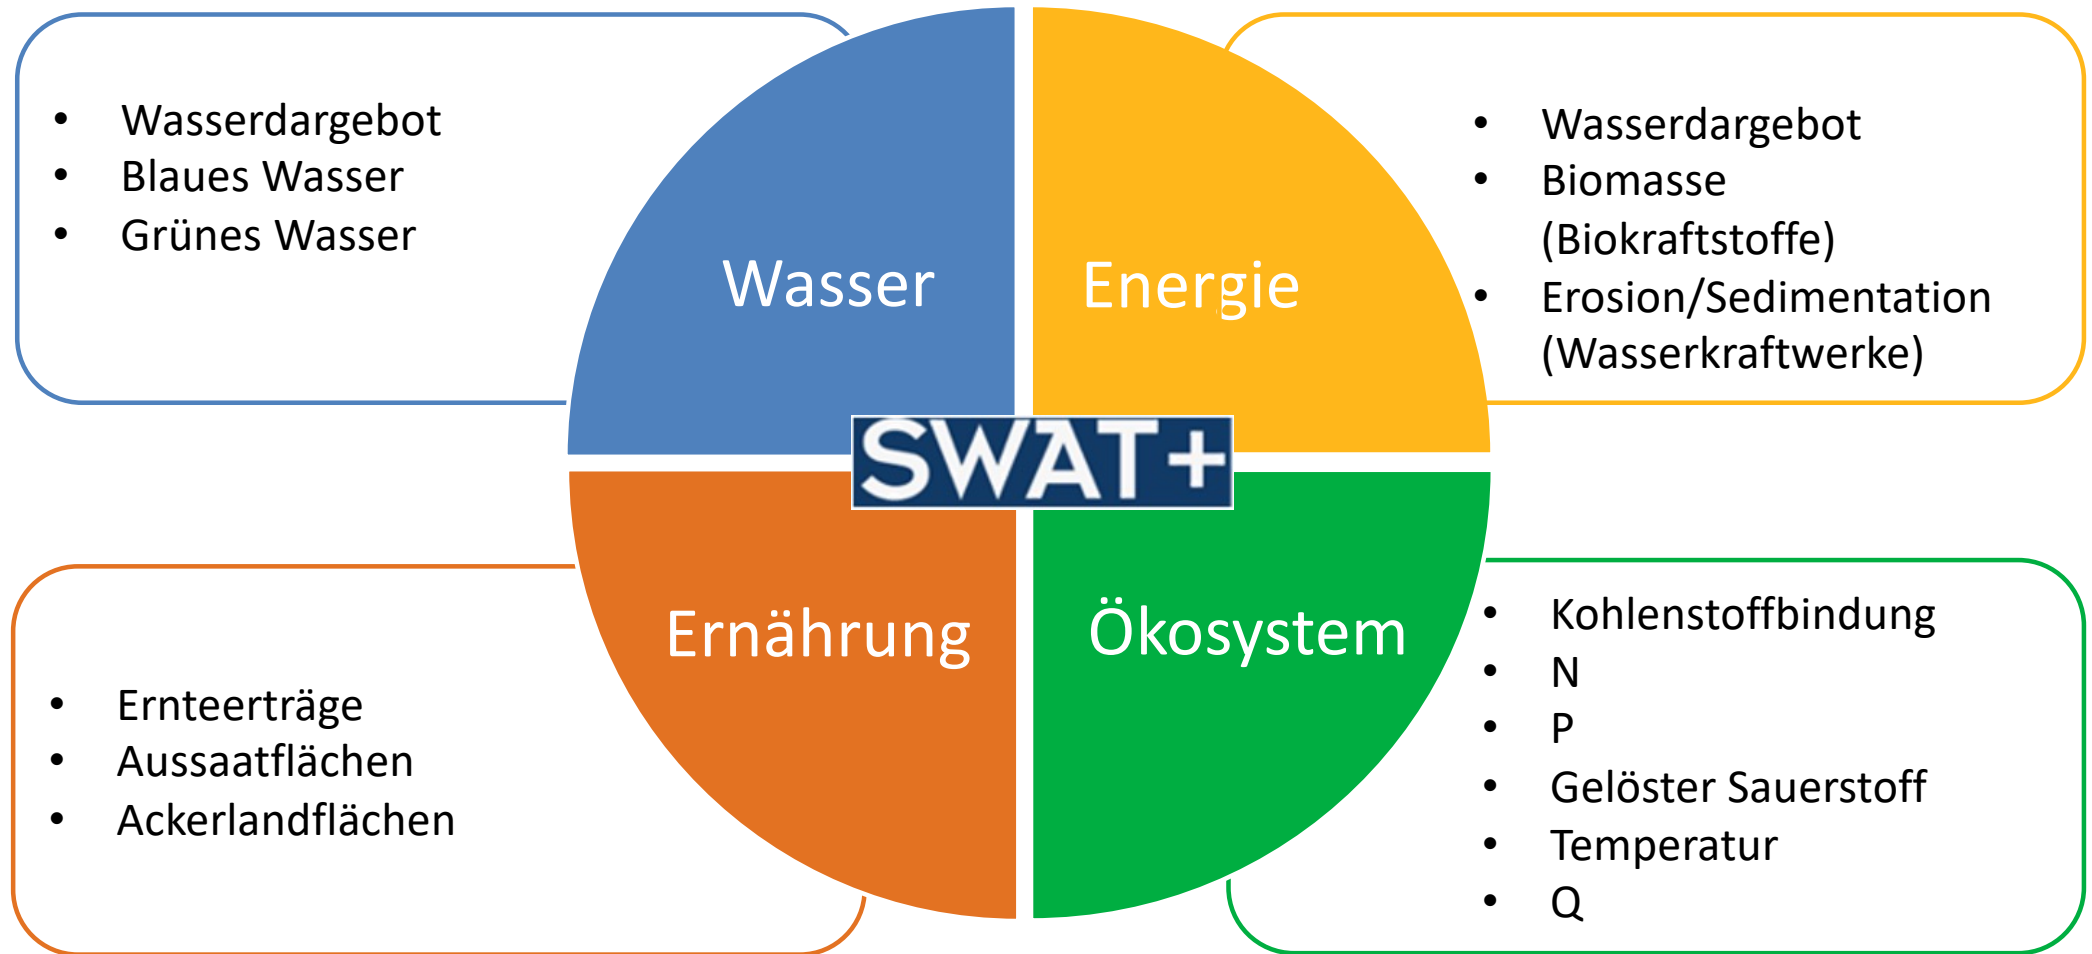 • Wasserdargebot
• Blaues Wasser
• Grünes Wasser
Wasser
Energie
• Wasserdargebot
• Biomasse
(Biokraftstoffe)
• Erosion/Sedimentation
(Wasserkraftwerke)
SWAT+
• Ernteerträge
• Aussaatflächen
• Ackerlandflächen
Ernährung
Ökosystem
• Kohlenstoffbindung
• N
• P
• Gelöster Sauerstoff
• Temperatur
• Q